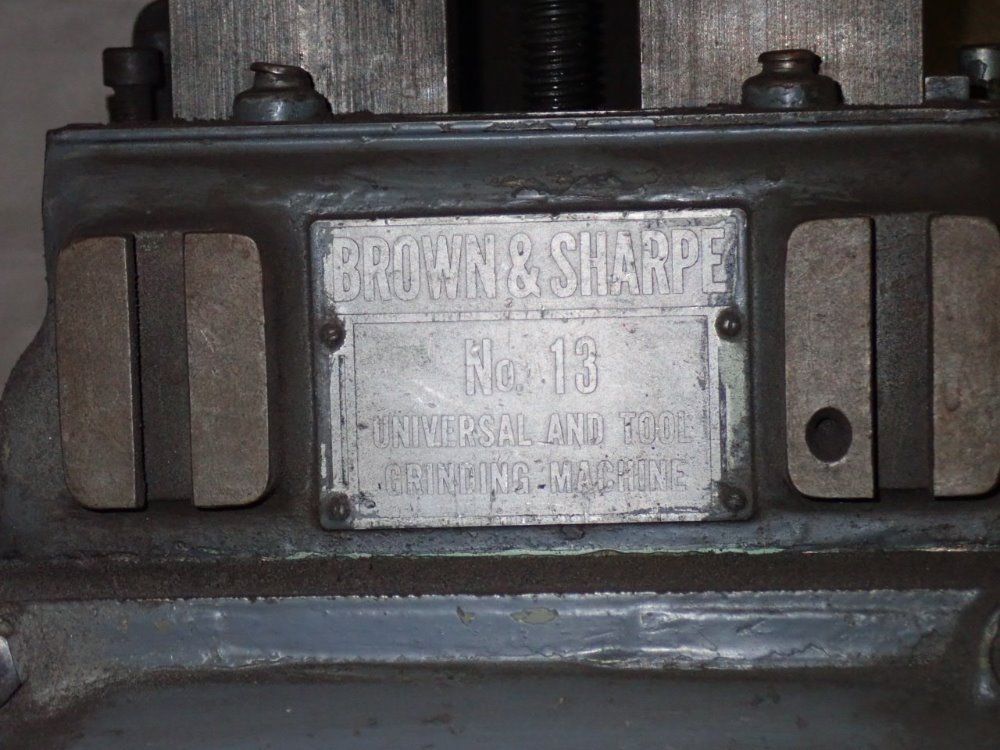 BROWN & SHARPE
No. 13
UNIVERSAL AND TOOL
GRINDING MACHINE